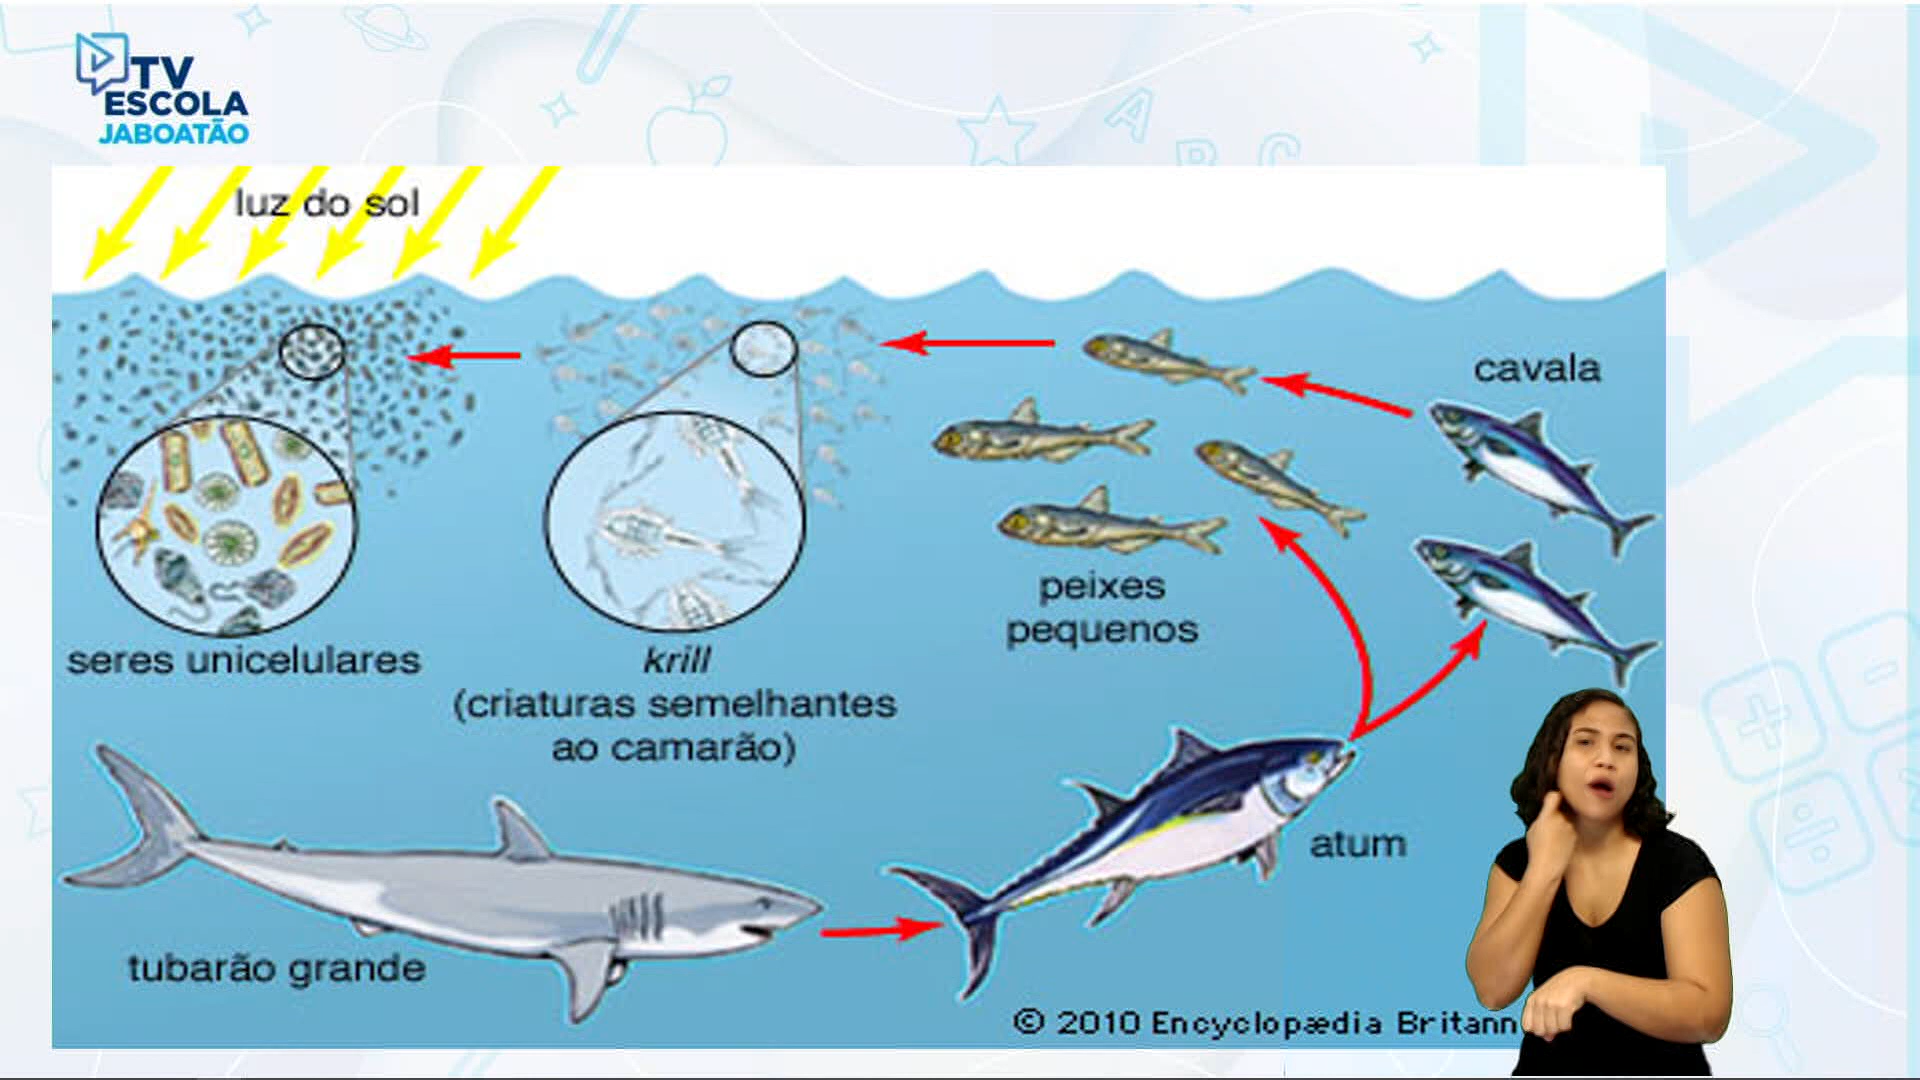 TV
ESCOLA
JABOATÃO
A
B C
luz do sol
cavala
peixes
pequenos
seres unicelulares
krill
(criaturas semelhantes
ao camarão)
atum
tubarão grande
© 2010 Encyclopædia Britann